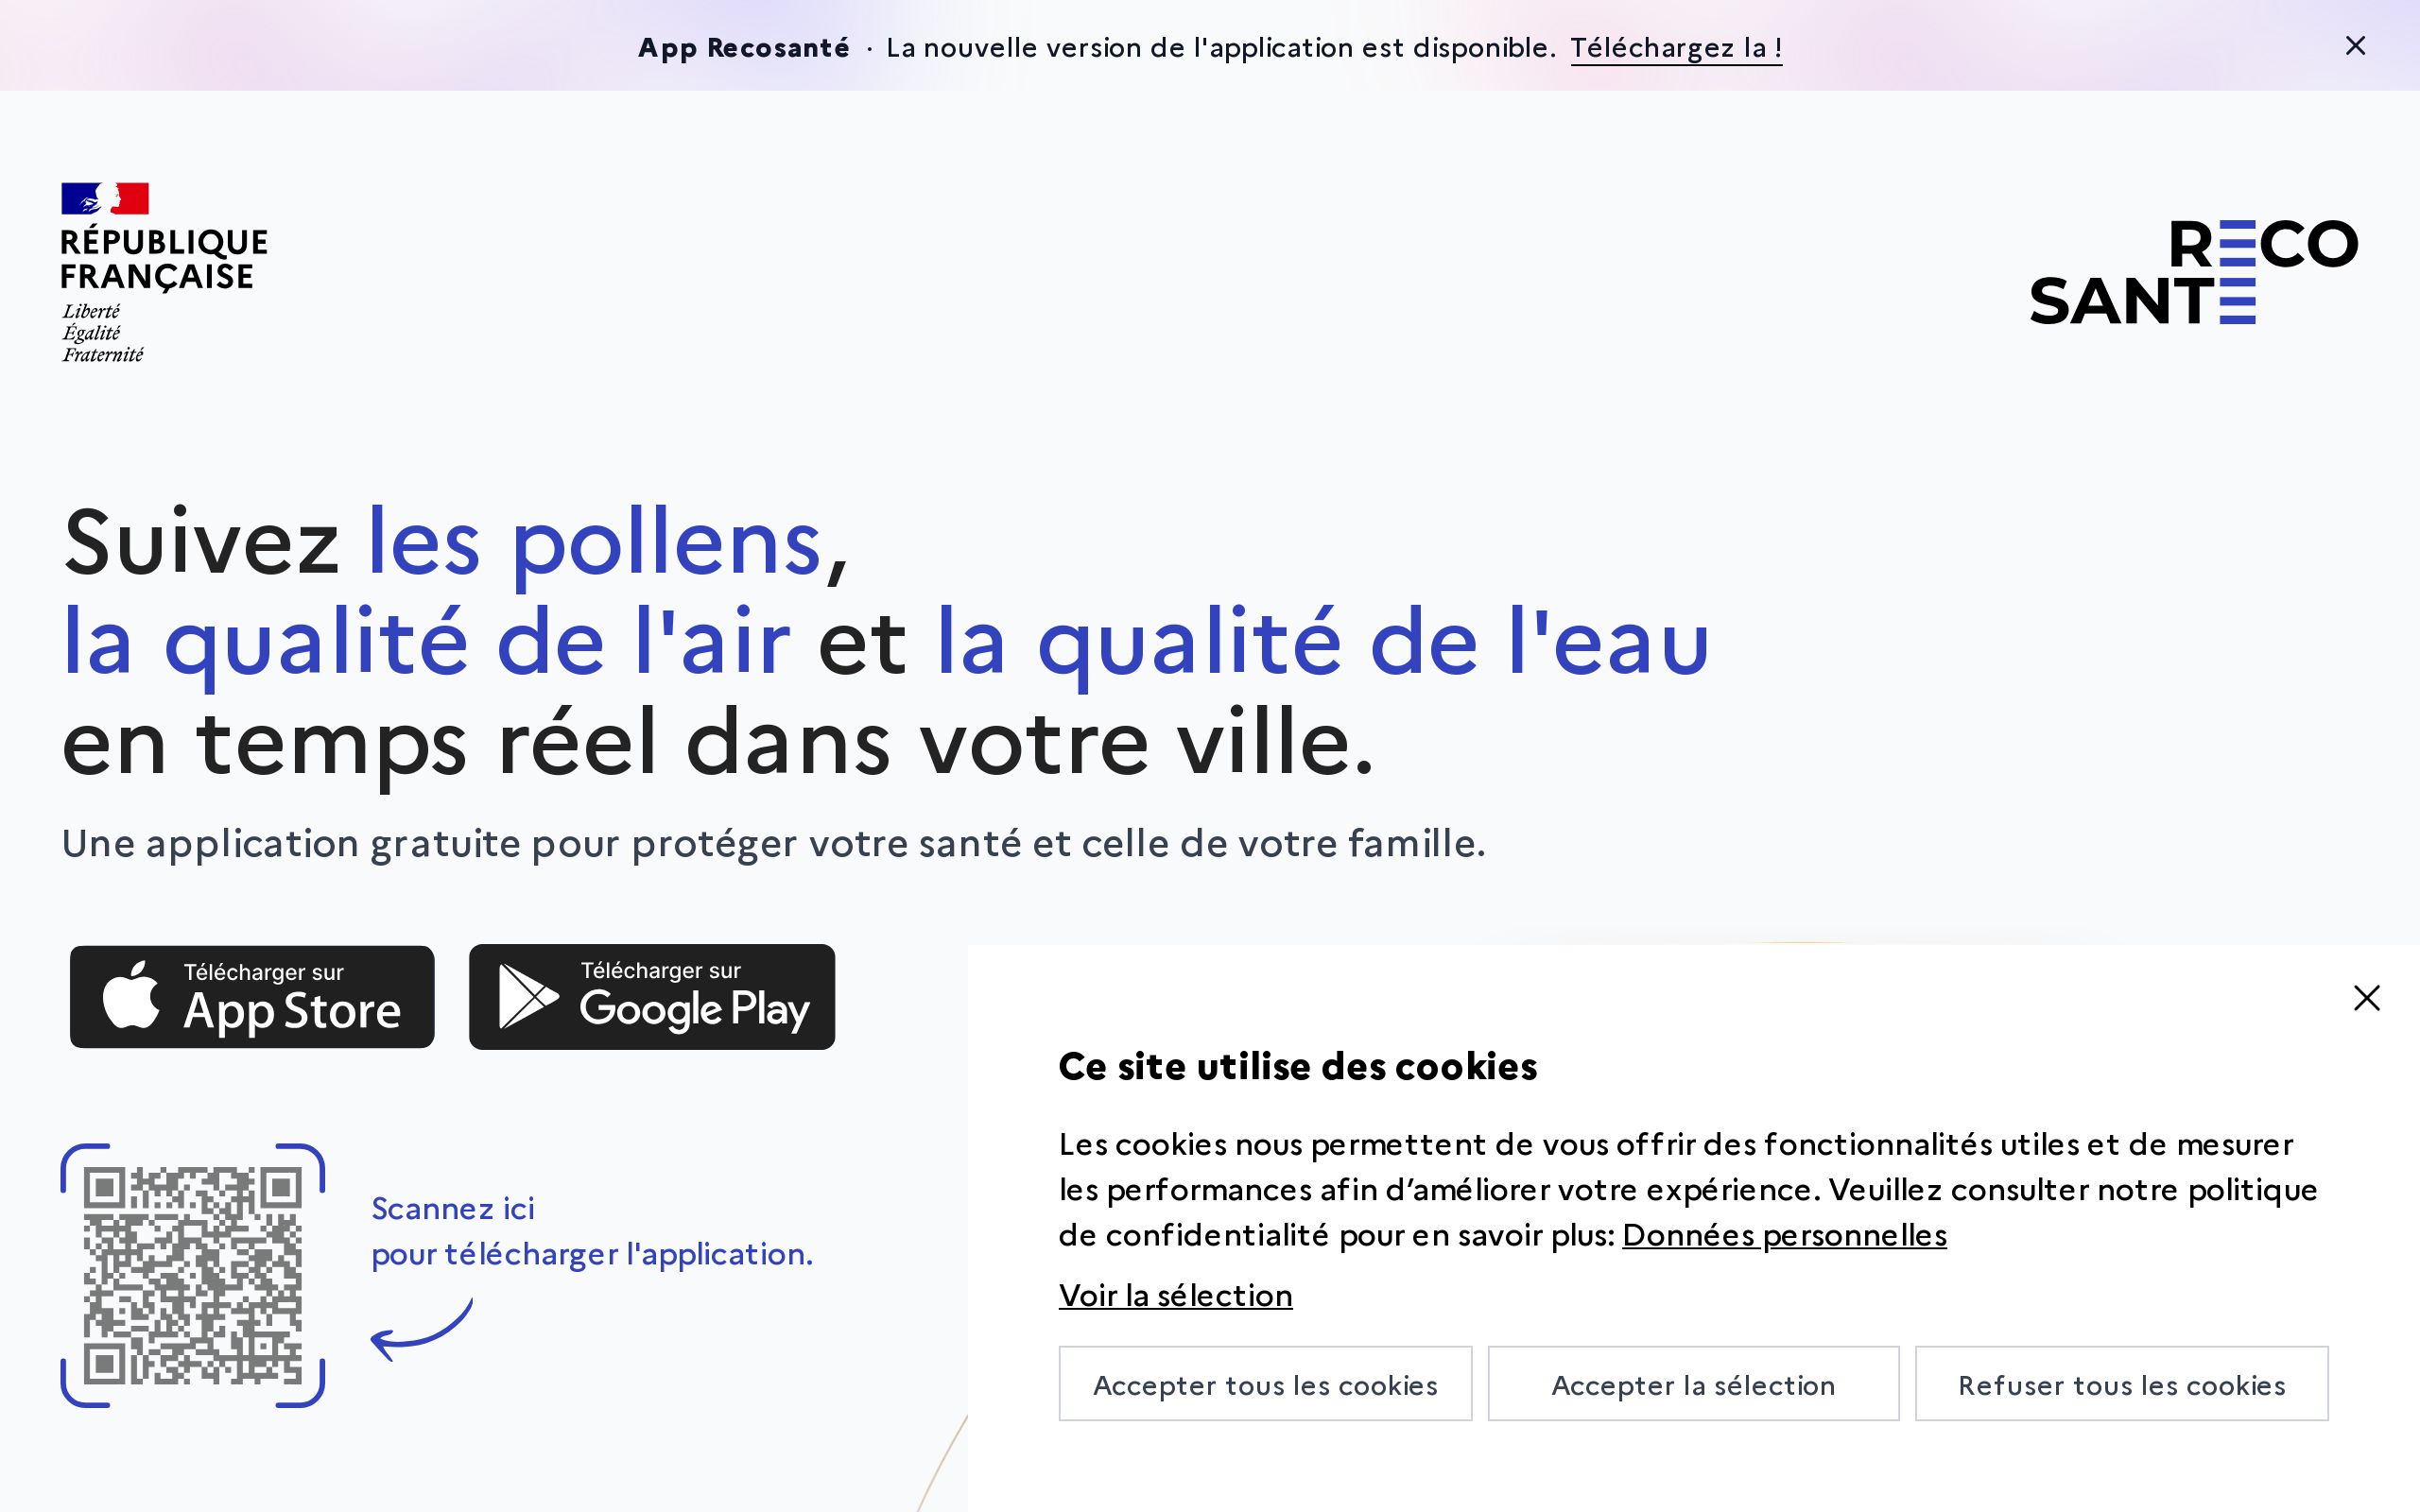 App Recosanté · La nouvelle version de l'application est disponible. Téléchargez la !
RÉPUBLIQUE
FRANÇAISE
Liberté
Égalité
Fraternité
RECO
SANTE
Suivez les pollens,
la qualité de l'air et la qualité de l'eau
en temps réel dans votre ville.
Une application gratuite pour protéger votre santé et celle de votre famille.
Télécharger sur
App Store
Télécharger sur
Google Play
Scannez ici
pour télécharger l'application.
Ce site utilise des cookies
Les cookies nous permettent de vous offrir des fonctionnalités utiles et de mesurer
les performances afin d’améliorer votre expérience. Veuillez consulter notre politique
de confidentialité pour en savoir plus: Données personnelles
Voir la sélection
Accepter tous les cookies
Accepter la sélection
Refuser tous les cookies